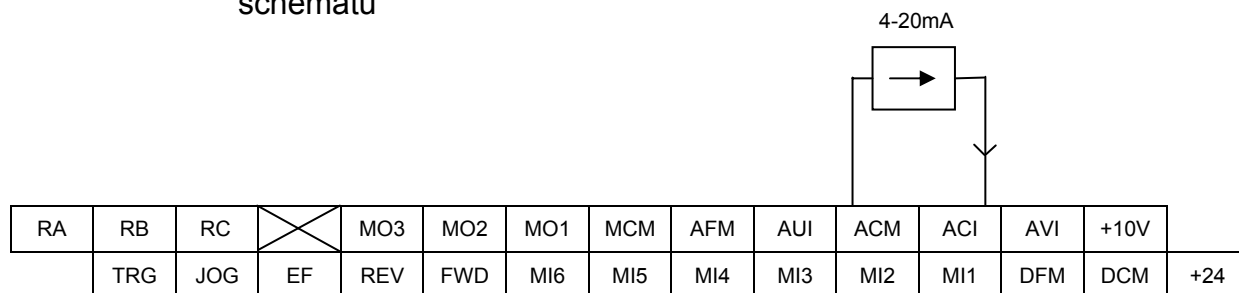 schematu
4-20mA
RA RB RC MO3 MO2 MO1 MCM AFM AUI ACM ACI AVI +10V
TRG JOG EF REV FWD MI6 MI5 MI4 MI3 MI2 MI1 DFM DCM +24